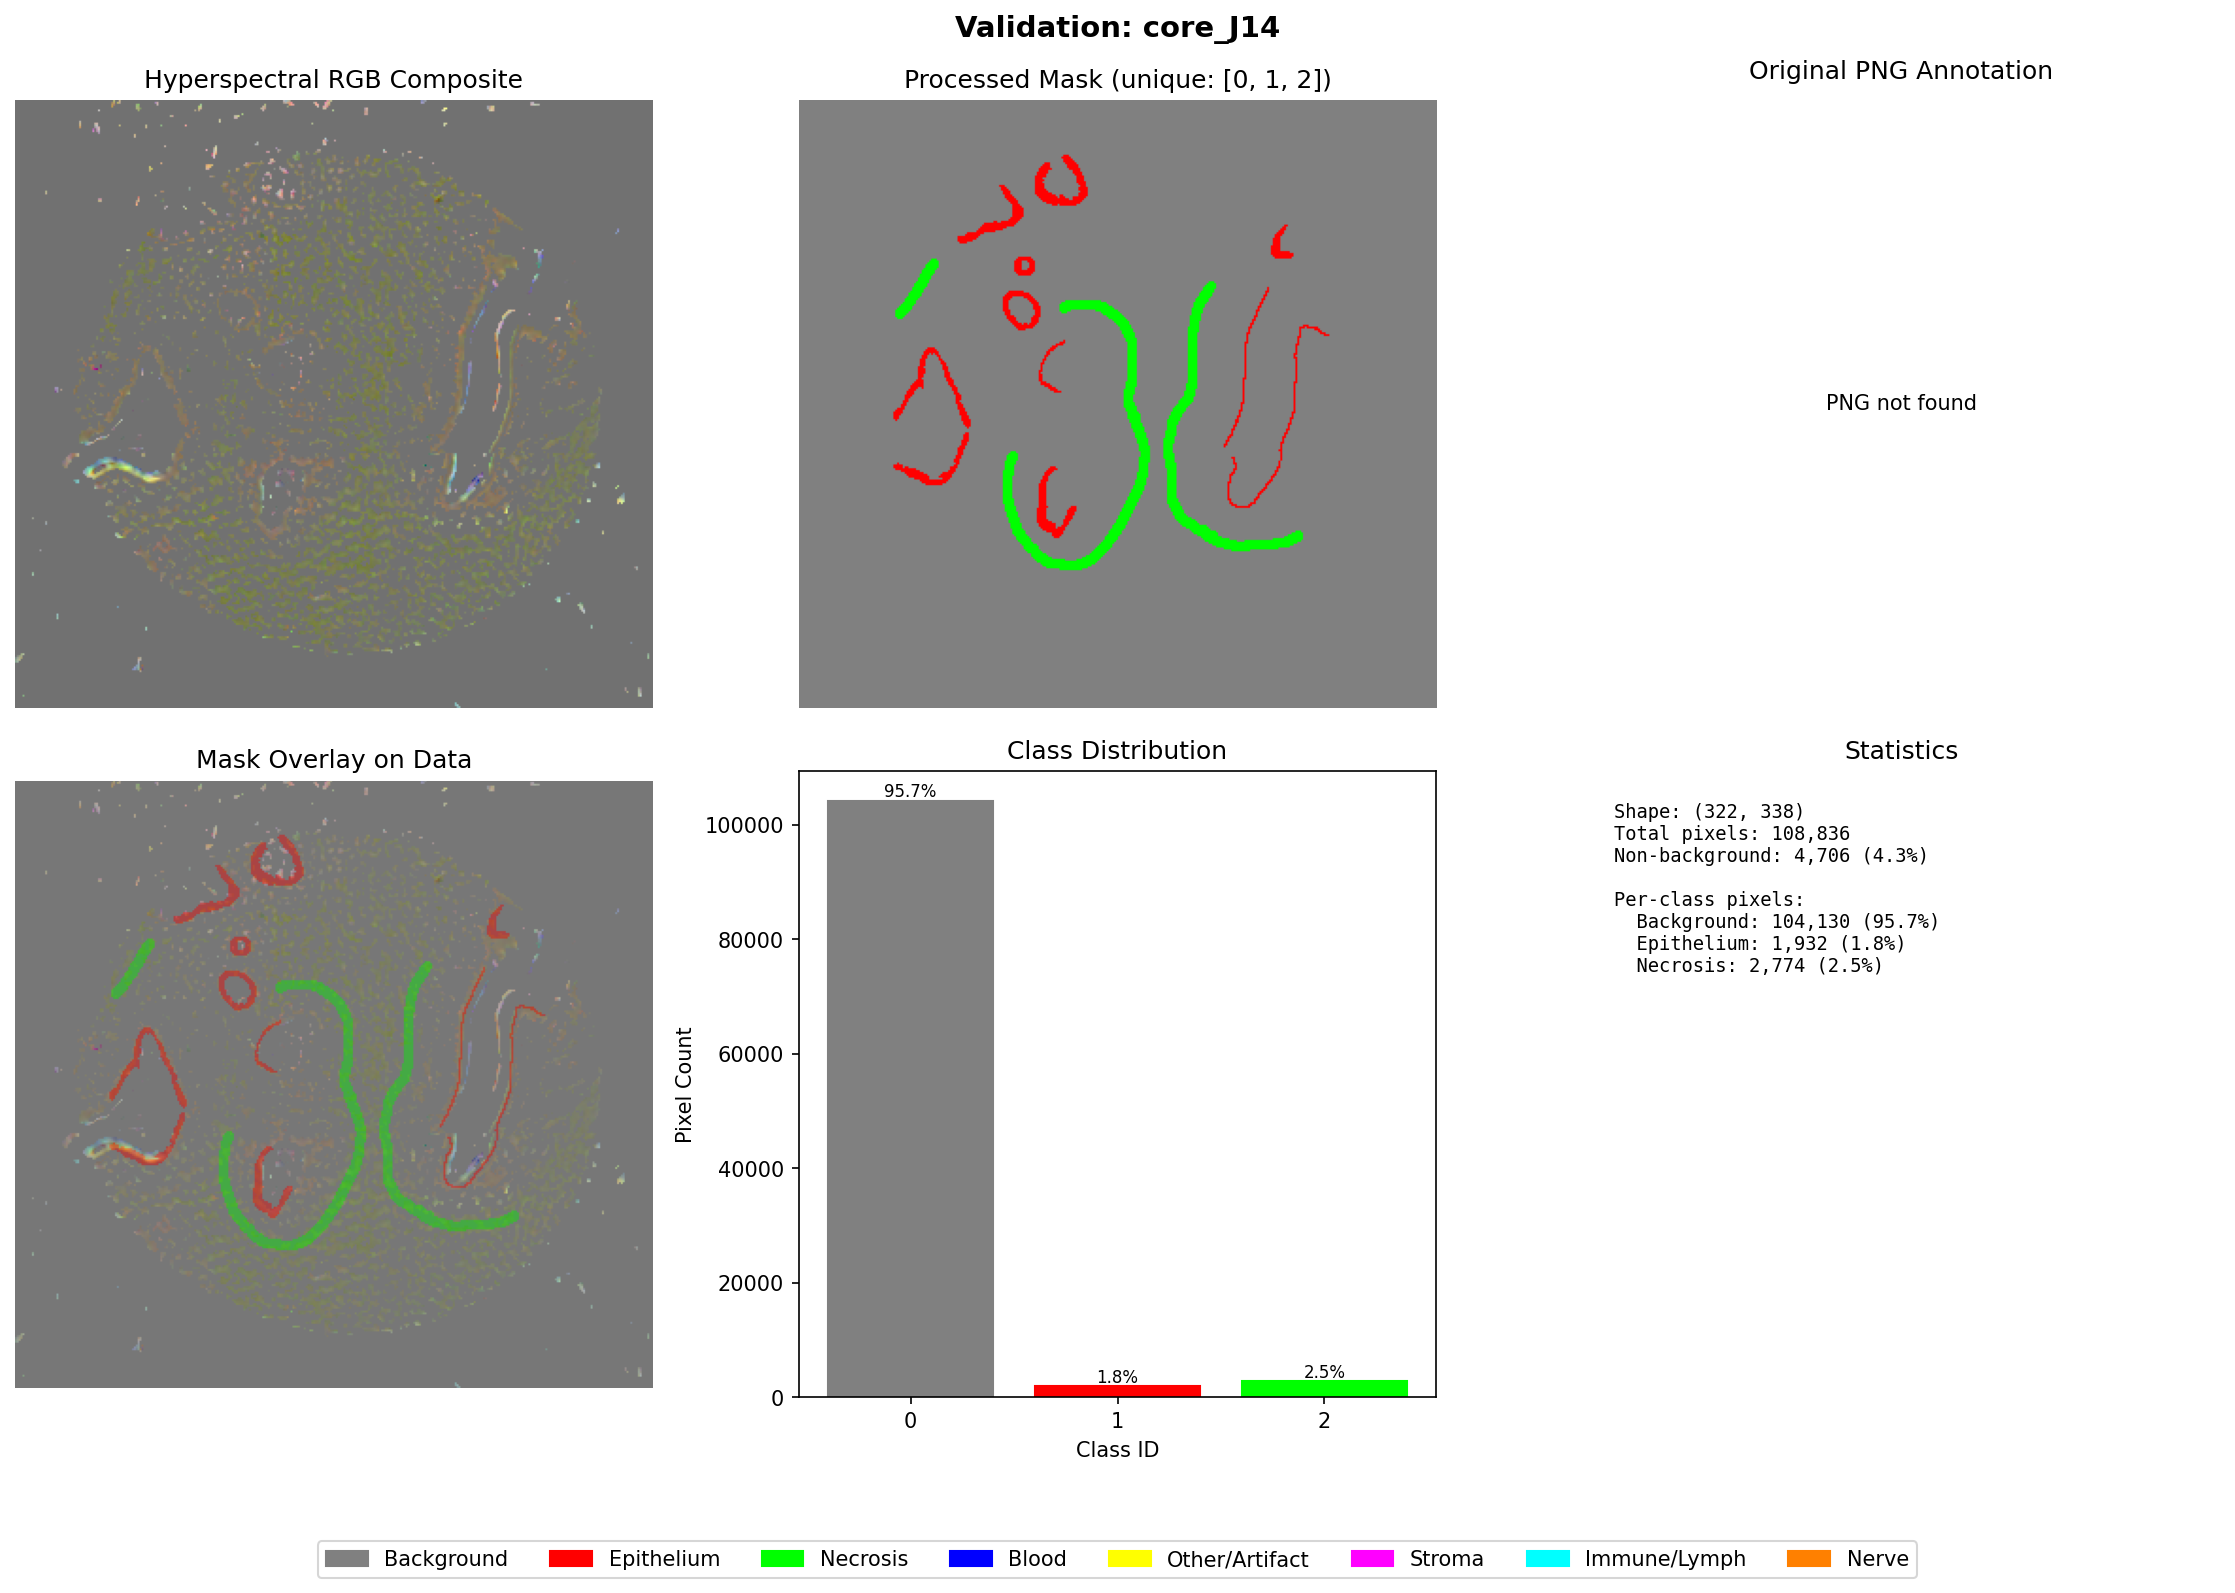 Validation: core_J14
Hyperspectral RGB Composite
Processed Mask (unique: [0, 1, 2])
Original PNG Annotation
PNG not found
Mask Overlay on Data
Class Distribution
Pixel Count
100000
80000
60000
40000
20000
0
95.7%
1.8%
2.5%
0 1 2
Class ID
Statistics
Shape: (322, 338)
Total pixels: 108,836
Non-background: 4,706 (4.3%)
Per-class pixels:
Background: 104,130 (95.7%)
Epithelium: 1,932 (1.8%)
Necrosis: 2,774 (2.5%)
Background Epithelium Necrosis Blood Other/Artifact Stroma Immune/Lymph Nerve